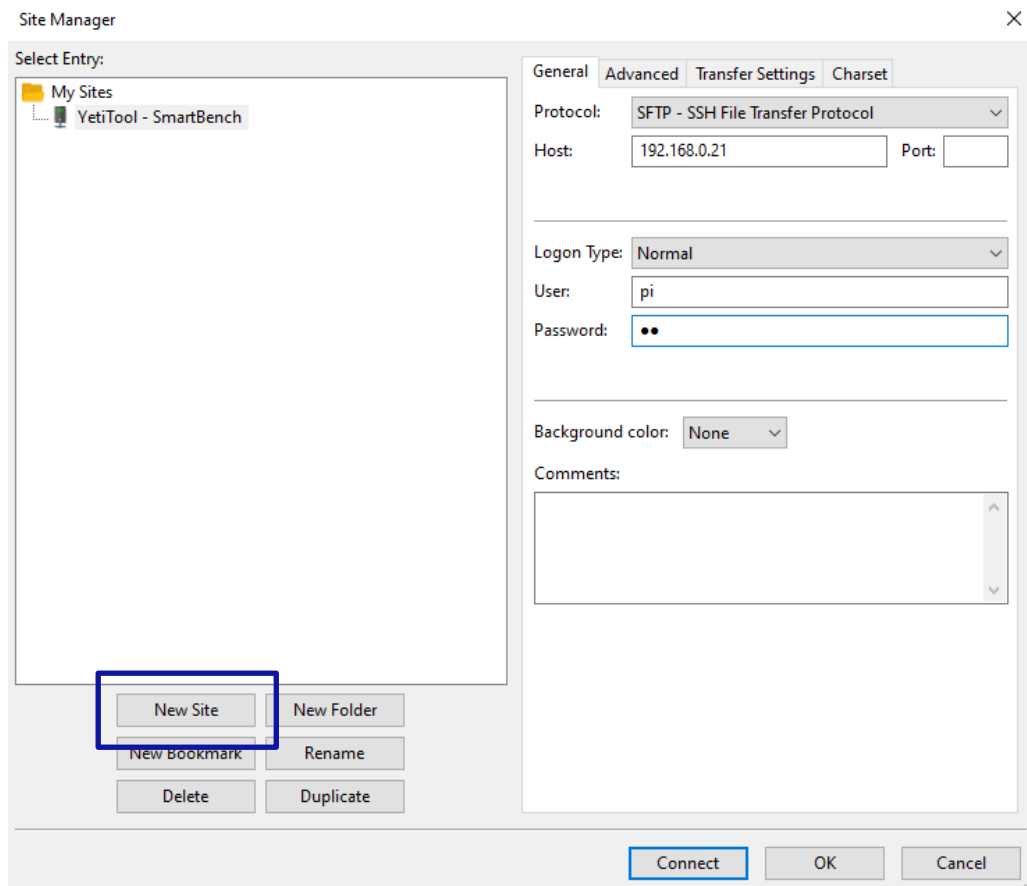 Site Manager
Select Entry:
My Sites
YetiTool - SmartBench
New Site
New Folder
New Bookmark
Rename
Delete
Duplicate
General
Advanced
Transfer Settings
Charset
Protocol:
SFTP - SSH File Transfer Protocol
Host:
192.168.0.21
Port:
Logon Type:
Normal
User:
pi
Password:
••
Background color:
None
Comments:
Connect
OK
Cancel